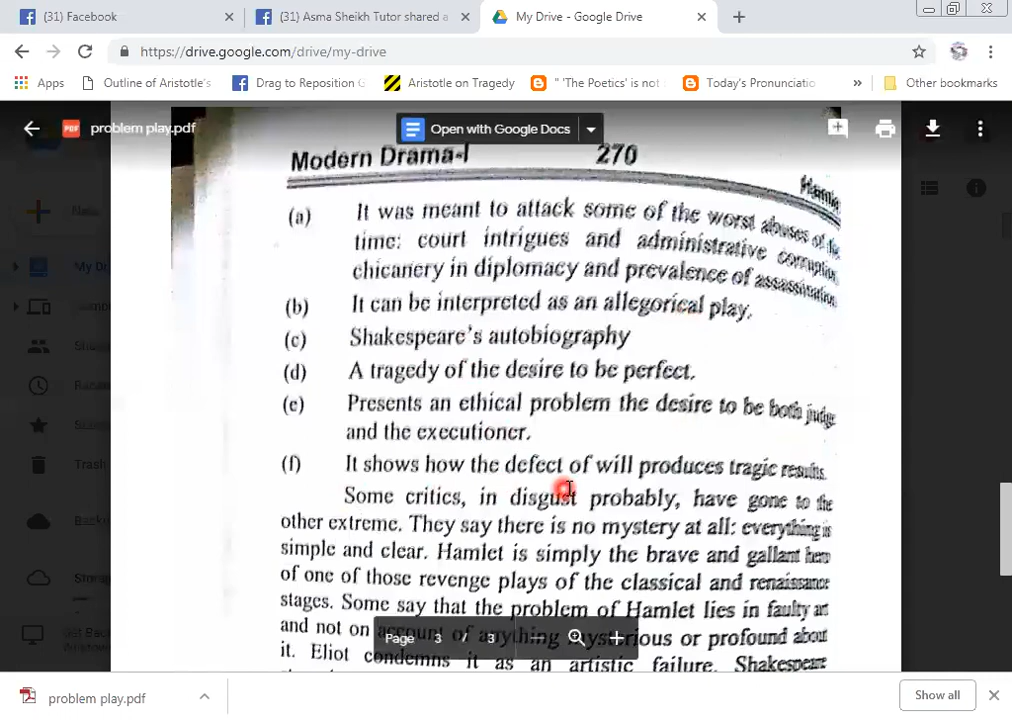 (31) Facebook
(31) Asma Sheikh Tutor shared a
My Drive - Google Drive
https://drive.google.com/drive/my-drive
Apps
Outline of Aristotle's
Drag to Reposition
Aristotle on Tragedy
" 'The Poetics' is not
Today's Pronunciatio
Other bookmarks
PDF
problem play.pdf
Open with Google Docs
Modern Drama-I 270
(a) It was meant to attack some of the worst abuses of the
time: court intrigues and administrative corruption
chicanery in diplomacy and prevalence of assassination
(b) It can be interpreted as an allegorical play.
(c) Shakespeare's autobiography
(d) A tragedy of the desire to be perfect.
(e) Presents an ethical problem the desire to be both judge
and the executioner.
(f) It shows how the defect of will produces tragic results.
Some critics, in disgust probably, have gone to the
other extreme. They say there is no mystery at all: everything is
simple and clear. Hamlet is simply the brave and gallant hero
of one of those revenge plays of the classical and renaissance
stages. Some say that the problem of Hamlet lies in faulty art
and not on account of anything mysterious or profound about
it. Eliot condemns it as an artistic failure. Shakespeare
Page 3 / 3
My Dr
Trash
problem play.pdf
Show all